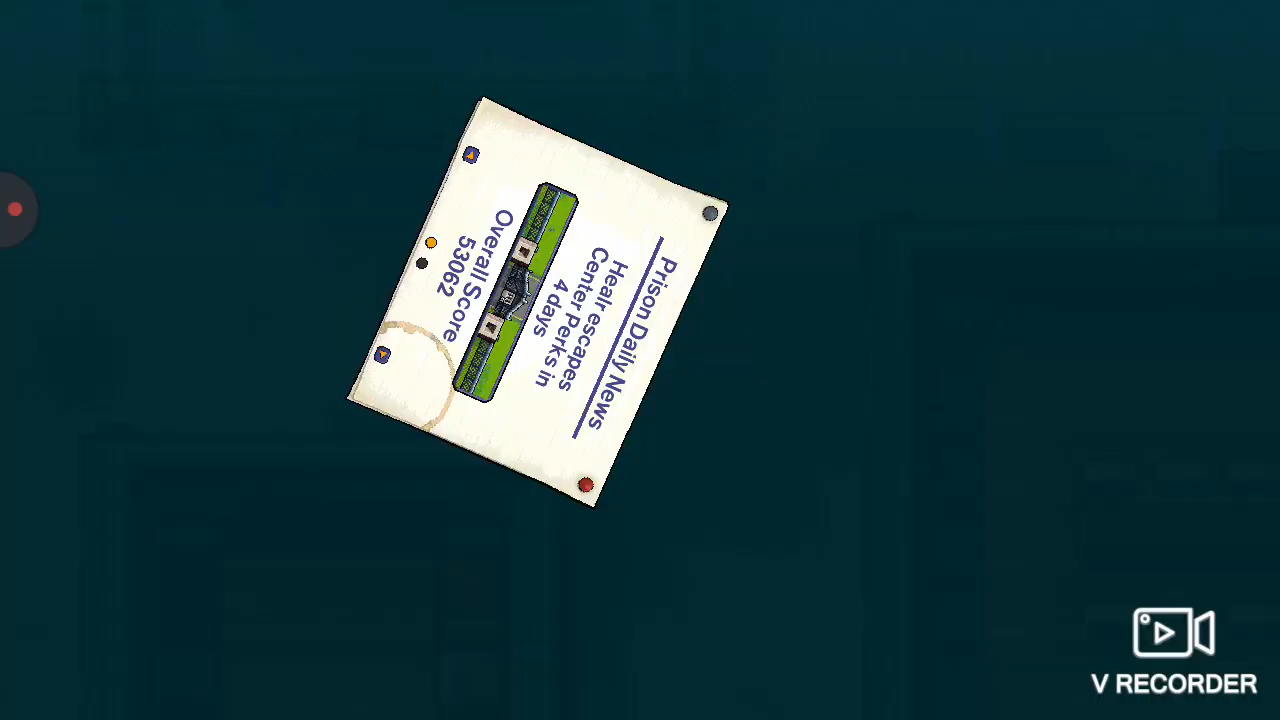 Prison Daily News
Healr escapes
Center Perks in
4 days
Overall Score
53062
V RECORDER